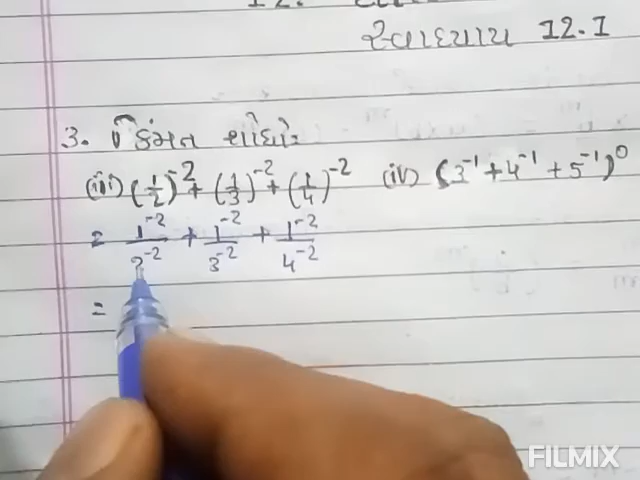 12.
સ્વાધ્યાય 12.1
3. કિંમત શોધો:
(iii) (1/2)^-2 + (1/3)^-2 + (1/4)^-2 (iv) (3^-1 + 4^-1 + 5^-1)^0
= 1^-2/2^-2 + 1^-2/3^-2 + 1^-2/4^-2
=
FILMIX